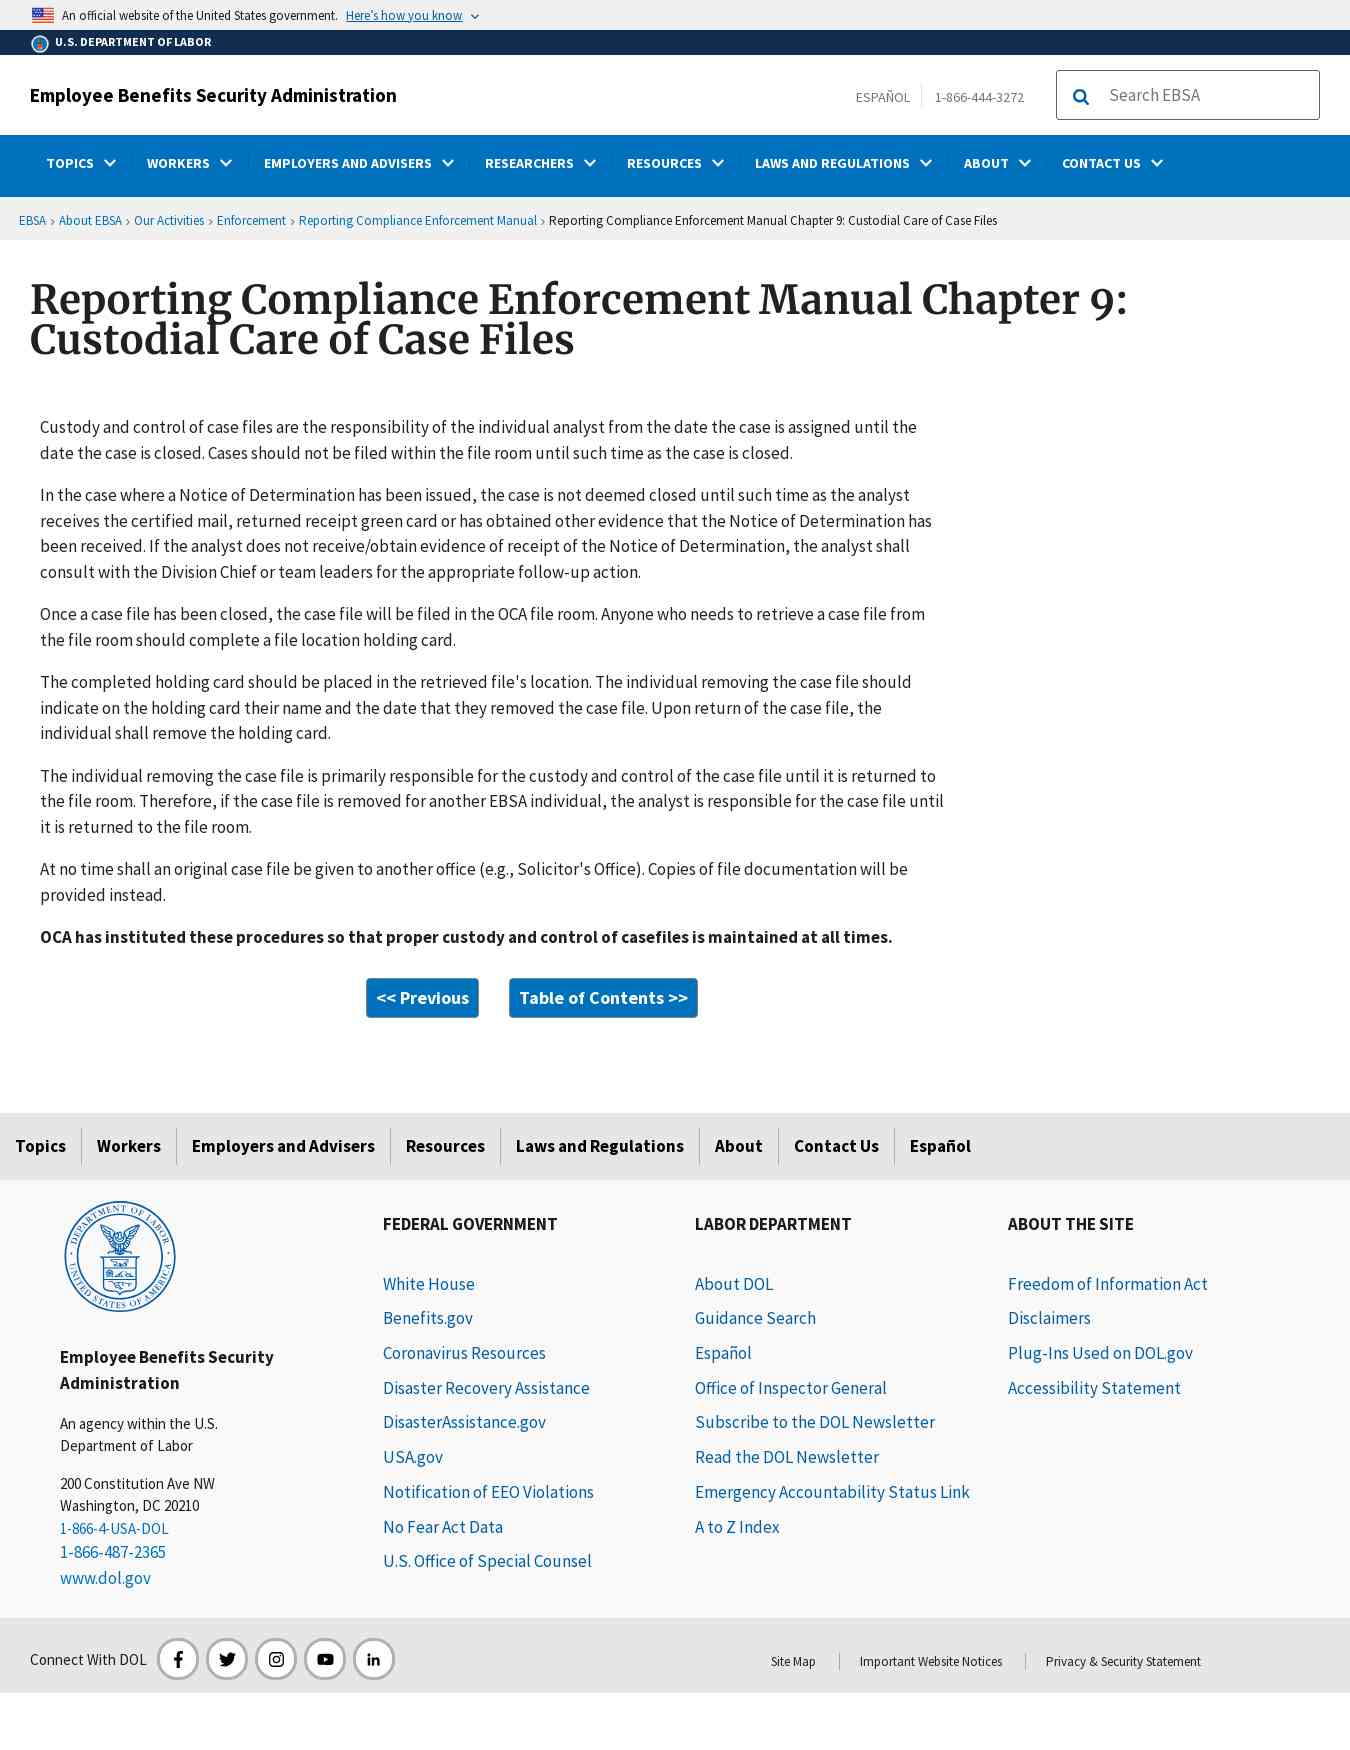 An official website of the United States government. Here's how you know
U.S. DEPARTMENT OF LABOR
Employee Benefits Security Administration
ESPAÑOL 1-866-444-3272 Search EBSA
TOPICS WORKERS EMPLOYERS AND ADVISERS RESEARCHERS RESOURCES LAWS AND REGULATIONS ABOUT CONTACT US
EBSA › About EBSA › Our Activities › Enforcement › Reporting Compliance Enforcement Manual › Reporting Compliance Enforcement Manual Chapter 9: Custodial Care of Case Files
Reporting Compliance Enforcement Manual Chapter 9:
Custodial Care of Case Files
Custody and control of case files are the responsibility of the individual analyst from the date the case is assigned until the
date the case is closed. Cases should not be filed within the file room until such time as the case is closed.
In the case where a Notice of Determination has been issued, the case is not deemed closed until such time as the analyst
receives the certified mail, returned receipt green card or has obtained other evidence that the Notice of Determination has
been received. If the analyst does not receive/obtain evidence of receipt of the Notice of Determination, the analyst shall
consult with the Division Chief or team leaders for the appropriate follow-up action.
Once a case file has been closed, the case file will be filed in the OCA file room. Anyone who needs to retrieve a case file from
the file room should complete a file location holding card.
The completed holding card should be placed in the retrieved file's location. The individual removing the case file should
indicate on the holding card their name and the date that they removed the case file. Upon return of the case file, the
individual shall remove the holding card.
The individual removing the case file is primarily responsible for the custody and control of the case file until it is returned to
the file room. Therefore, if the case file is removed for another EBSA individual, the analyst is responsible for the case file until
it is returned to the file room.
At no time shall an original case file be given to another office (e.g., Solicitor's Office). Copies of file documentation will be
provided instead.
OCA has instituted these procedures so that proper custody and control of casefiles is maintained at all times.
<< Previous Table of Contents >>
Topics Workers Employers and Advisers Resources Laws and Regulations About Contact Us Español
DEPARTMENT OF LABOR
UNITED STATES OF AMERICA
Employee Benefits Security
Administration
An agency within the U.S.
Department of Labor
200 Constitution Ave NW
Washington, DC 20210
1-866-4-USA-DOL
1-866-487-2365
www.dol.gov
FEDERAL GOVERNMENT
White House
Benefits.gov
Coronavirus Resources
Disaster Recovery Assistance
DisasterAssistance.gov
USA.gov
Notification of EEO Violations
No Fear Act Data
U.S. Office of Special Counsel
LABOR DEPARTMENT
About DOL
Guidance Search
Español
Office of Inspector General
Subscribe to the DOL Newsletter
Read the DOL Newsletter
Emergency Accountability Status Link
A to Z Index
ABOUT THE SITE
Freedom of Information Act
Disclaimers
Plug-Ins Used on DOL.gov
Accessibility Statement
Connect With DOL
Site Map Important Website Notices Privacy & Security Statement